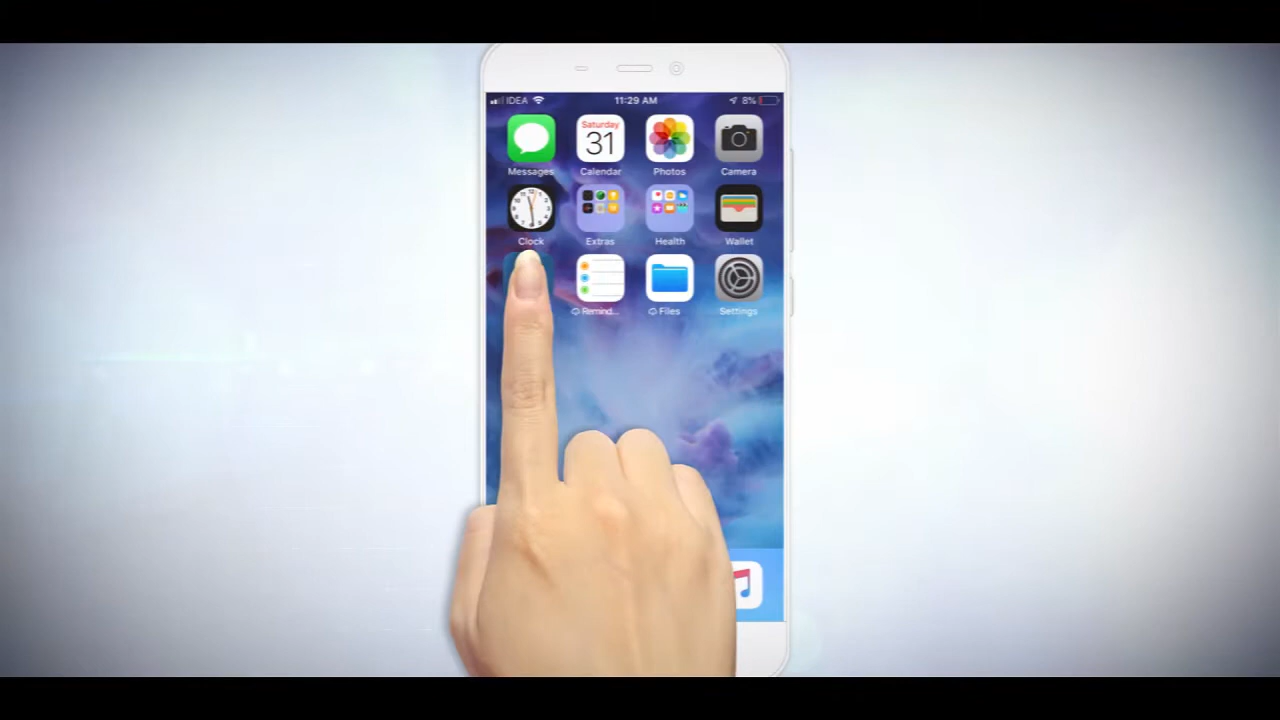 IDEA 11:29 AM 8%
Saturday
31
Messages Calendar Photos Camera
Clock Extras Health Wallet
Remind... Files Settings